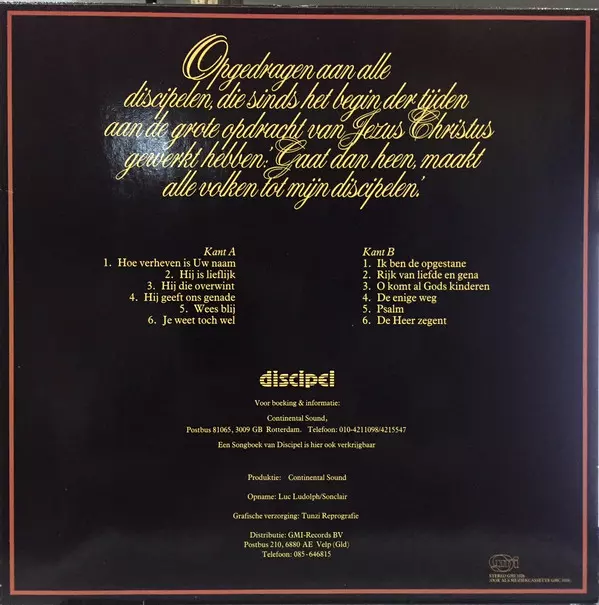 Opgedragen aan alle
discipelen, die sinds het begin der tijden
aan de grote opdracht van Jezus Christus
gewerkt hebben: 'Gaat dan heen, maakt
alle volken tot mijn discipelen.'
Kant A
1. Hoe verheven is Uw naam
2. Hij is lieflijk
3. Hij die overwint
4. Hij geeft ons genade
5. Wees blij
6. Je weet toch wel
Kant B
1. Ik ben de opgestane
2. Rijk van liefde en gena
3. O komt al Gods kinderen
4. De enige weg
5. Psalm
6. De Heer zegent
discipel
Voor boeking & informatie:
Continental Sound,
Postbus 81065, 3009 GB Rotterdam. Telefoon: 010-4211098/4215547
Een Songboek van Discipel is hier ook verkrijgbaar
Produktie: Continental Sound
Opname: Luc Ludolph/Sonclair
Grafische verzorging: Tunzi Reprografie
Distributie: GMI-Records BV
Postbus 210, 6880 AE Velp (Gld)
Telefoon: 085-646815
gmi
STEREO
OOK ALS MUZIEKCASSETTE